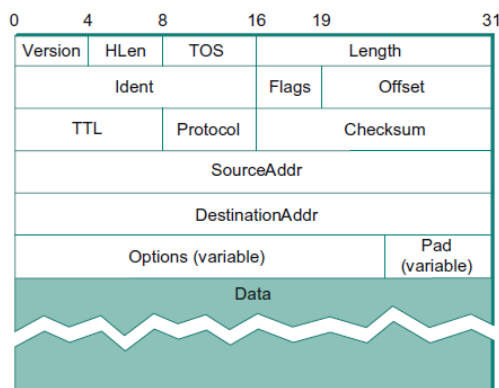 0 4 8 16 19 31
Version HLen TOS Length
Ident Flags Offset
TTL Protocol Checksum
SourceAddr
DestinationAddr
Options (variable) Pad
(variable)
Data